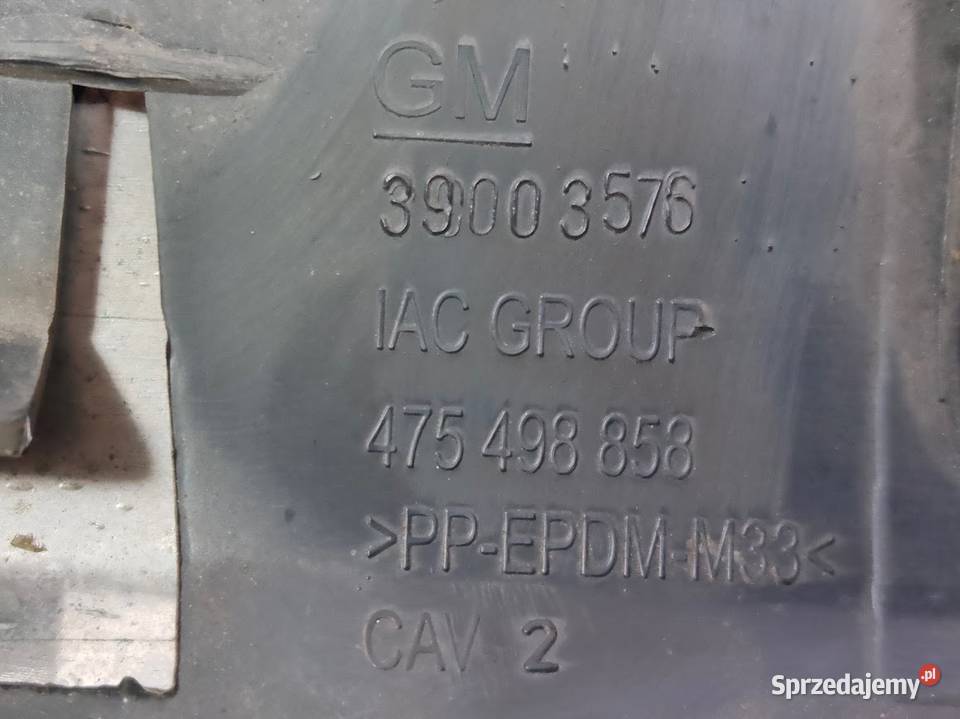 GM
39003576
IAC GROUP
475 498 858
>PP-EPDM-M33<
CAV 2
Sprzedajemy.pl